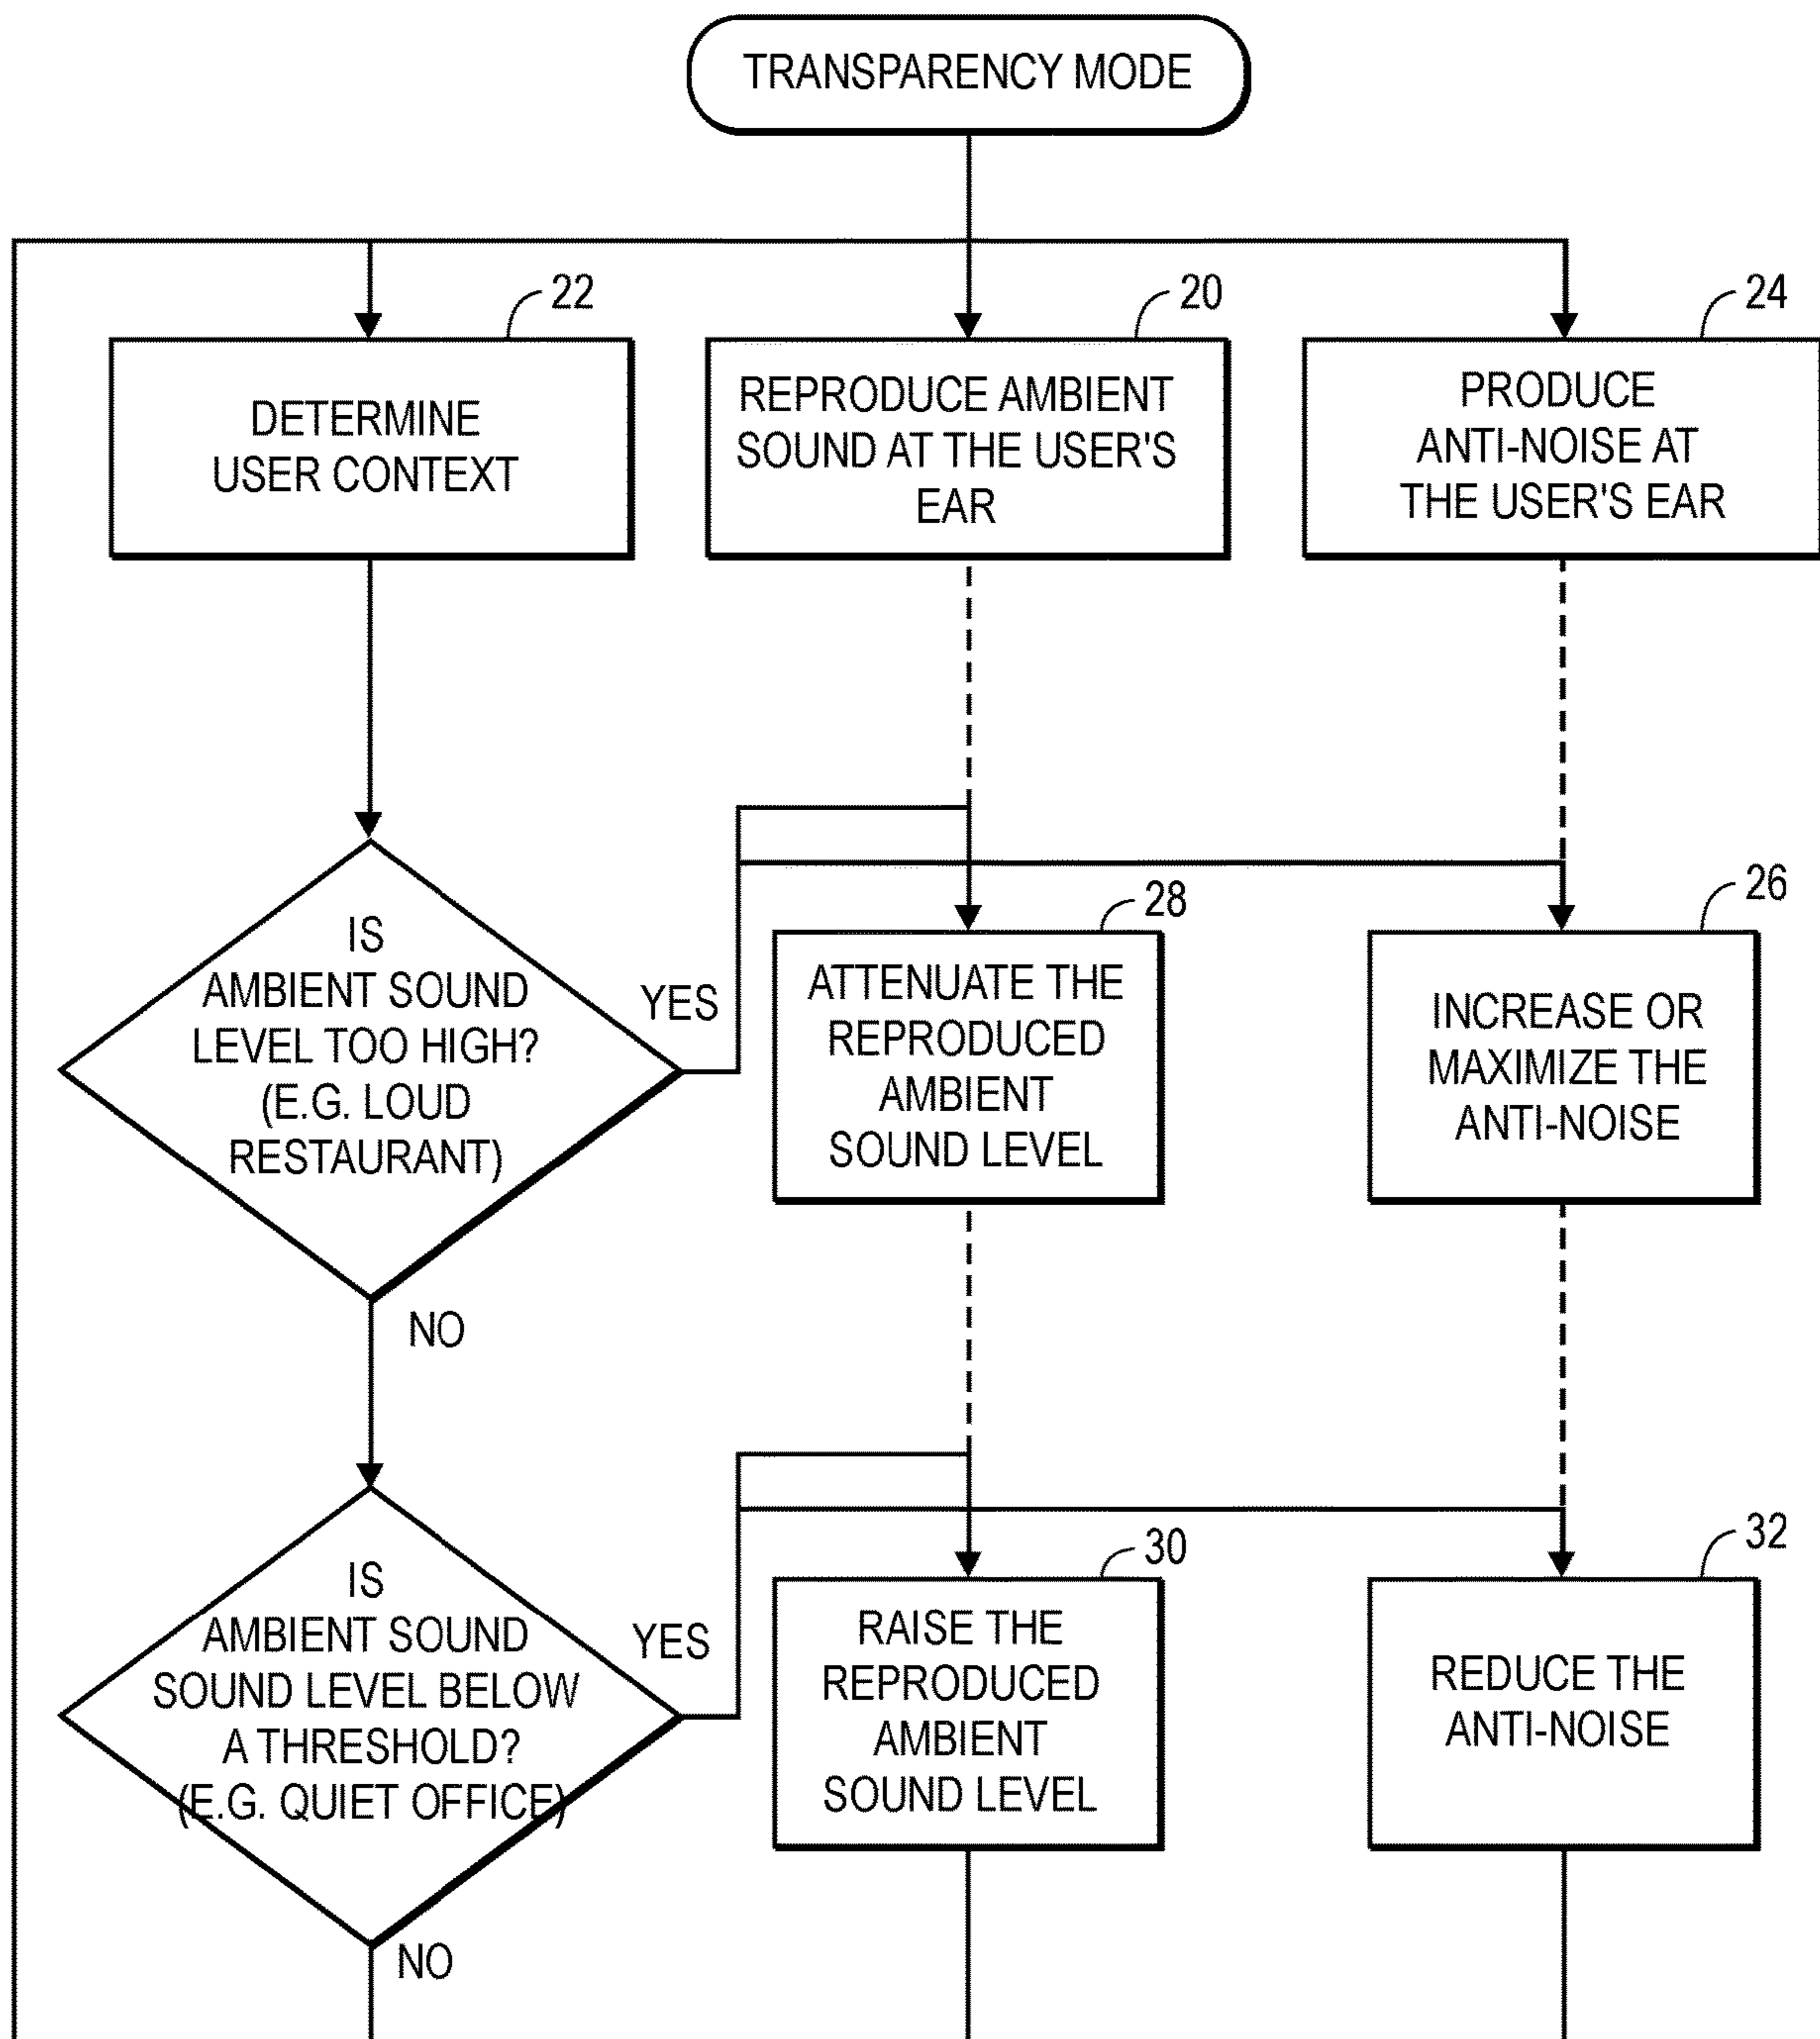 TRANSPARENCY MODE
22
DETERMINE
USER CONTEXT
20
REPRODUCE AMBIENT
SOUND AT THE USER'S
EAR
24
PRODUCE
ANTI-NOISE AT
THE USER'S EAR
IS
AMBIENT SOUND
LEVEL TOO HIGH?
(E.G. LOUD
RESTAURANT)
YES
NO
28
ATTENUATE THE
REPRODUCED
AMBIENT
SOUND LEVEL
26
INCREASE OR
MAXIMIZE THE
ANTI-NOISE
IS
AMBIENT SOUND
SOUND LEVEL BELOW
A THRESHOLD?
(E.G. QUIET OFFICE)
YES
NO
30
RAISE THE
REPRODUCED
AMBIENT
SOUND LEVEL
32
REDUCE THE
ANTI-NOISE